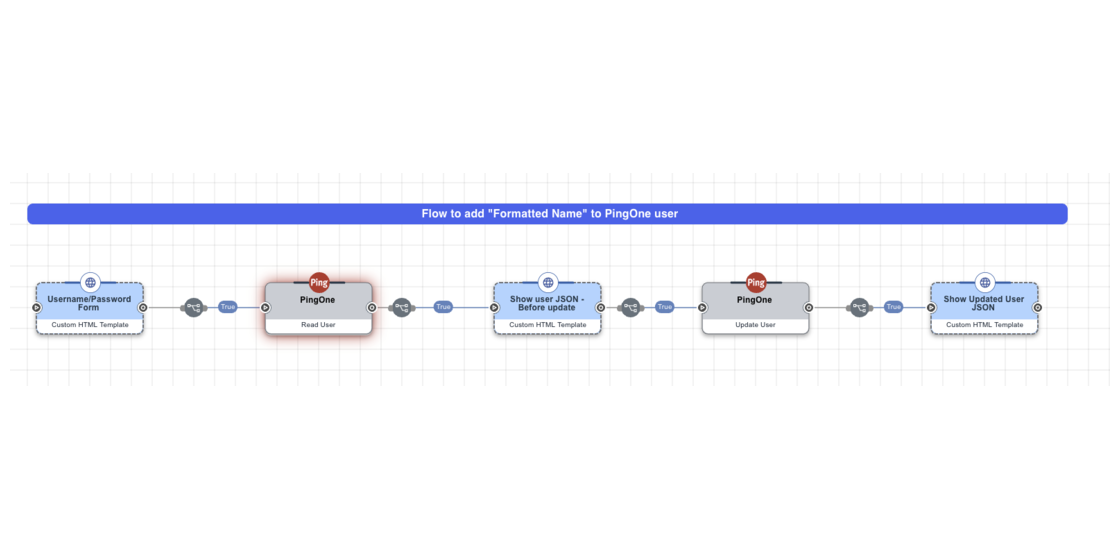 Flow to add "Formatted Name" to PingOne user
Username/Password
Form
Custom HTML Template
True
Ping
PingOne
Read User
True
Show user JSON -
Before update
Custom HTML Template
True
Ping
PingOne
Update User
True
Show Updated User
JSON
Custom HTML Template